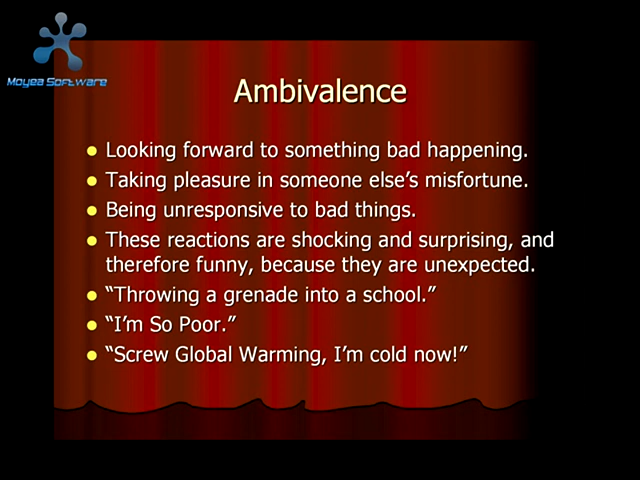 Moyea Software
Ambivalence
Looking forward to something bad happening.
Taking pleasure in someone else's misfortune.
Being unresponsive to bad things.
These reactions are shocking and surprising, and
therefore funny, because they are unexpected.
“Throwing a grenade into a school.”
“I'm So Poor.”
“Screw Global Warming, I'm cold now!”